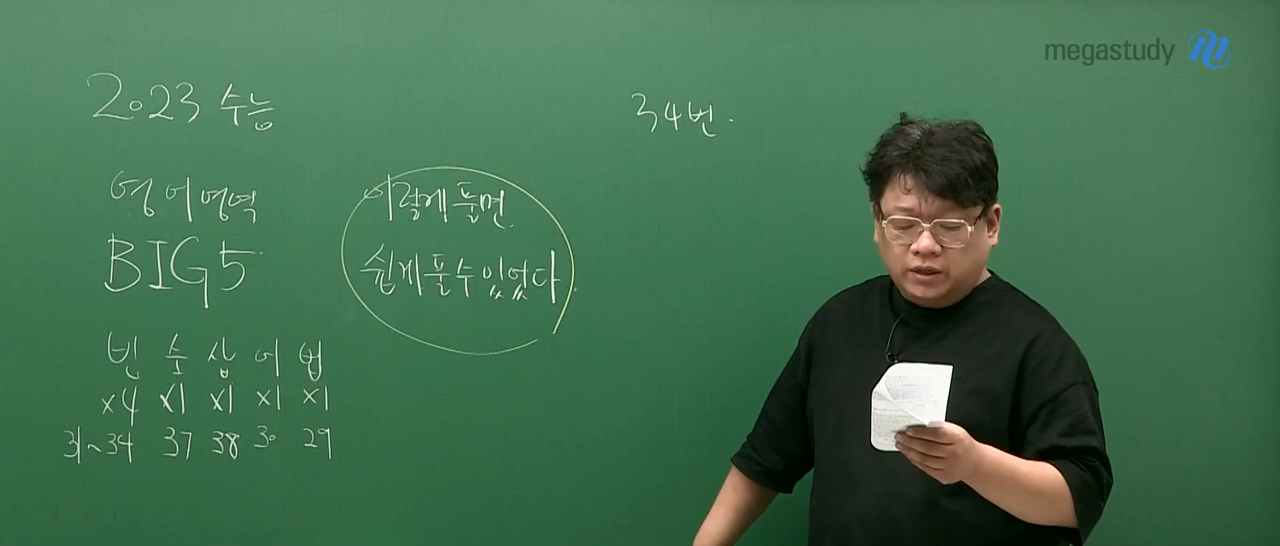 megastudy
2023 수능
34번.
영어영역
BIG5
이렇게 풀면
쉽게 풀 수 있었다
빈 순 삽 어 법
x4 x1 x1 x1 x1
31~34 37 38 30 29